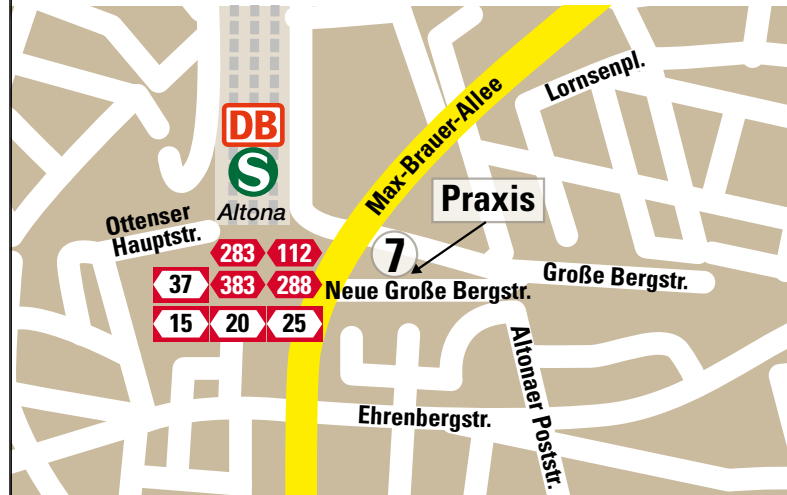 Lornsenpl.
DB
S
Altona
Max-Brauer-Allee
Praxis
Ottenser
Hauptstr.
283 112
7
Große Bergstr.
37 383 288
Neue Große Bergstr.
15 20 25
Altonaer Poststr.
Ehrenbergstr.